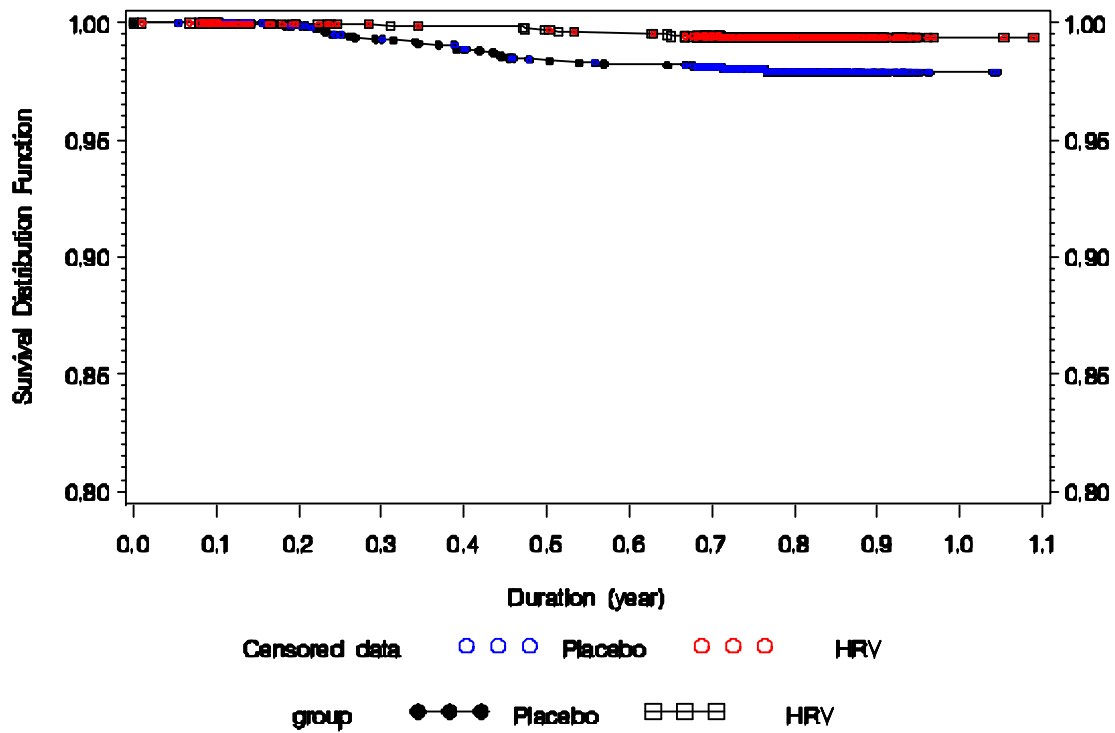 1.00 1.00
0.95 0.95
0.90 0.90
0.85 0.85
0.80 0.80
Survival Distribution Function
0.0 0.1 0.2 0.3 0.4 0.5 0.6 0.7 0.8 0.9 1.0 1.1
Duration (year)
Censored data Placebo HRV
group Placebo HRV